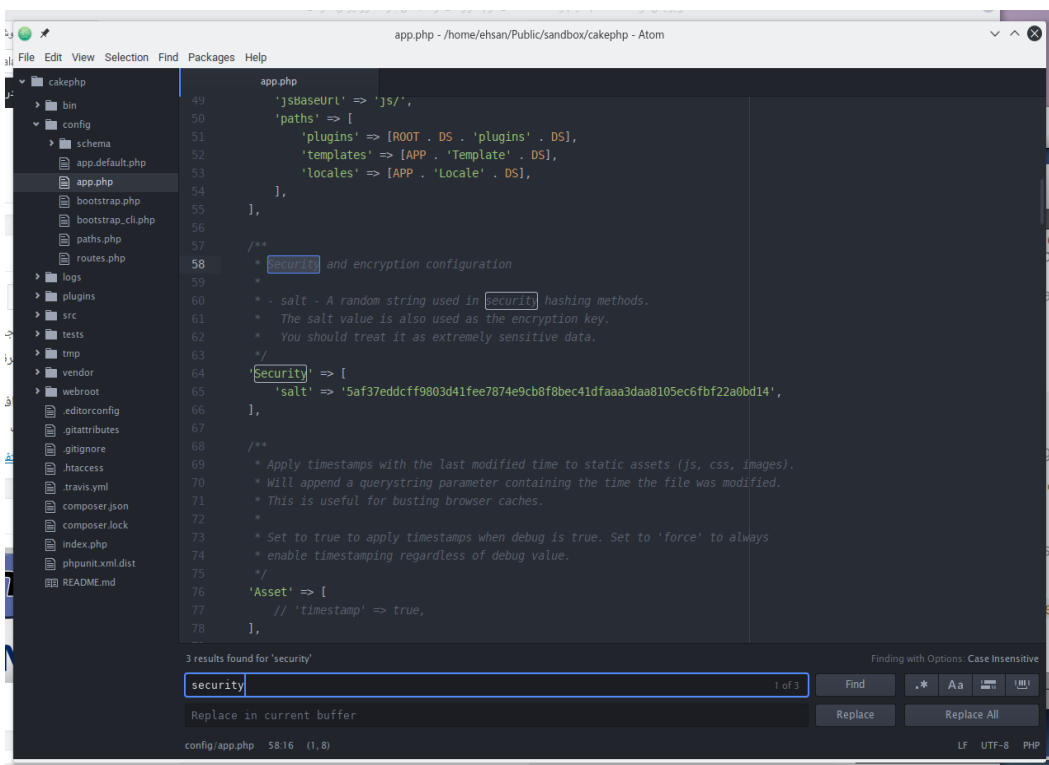 app.php - /home/ehsan/Public/sandbox/cakephp - Atom
File Edit View Selection Find Packages Help
cakephp
bin
config
schema
app.default.php
app.php
bootstrap.php
bootstrap_cli.php
paths.php
routes.php
logs
plugins
src
tests
tmp
vendor
webroot
.editorconfig
.gitattributes
.gitignore
.htaccess
.travis.yml
composer.json
composer.lock
index.php
phpunit.xml.dist
README.md
app.php
49 'jsBaseUrl' => 'js/',
50 'paths' => [
51 'plugins' => [ROOT . DS . 'plugins' . DS],
52 'templates' => [APP . 'Template' . DS],
53 'locales' => [APP . 'Locale' . DS],
54 ],
55 ],
56
57 /**
58 * Security and encryption configuration
59 *
60 * - salt - A random string used in security hashing methods.
61 * The salt value is also used as the encryption key.
62 * You should treat it as extremely sensitive data.
63 */
64 'Security' => [
65 'salt' => '5af37eddcff9803d41fee7874e9cb8f8bec41dfaaa3daa8105ec6fbf22a0bd14',
66 ],
67
68 /**
69 * Apply timestamps with the last modified time to static assets (js, css, images).
70 * Will append a querystring parameter containing the time the file was modified.
71 * This is useful for busting browser caches.
72 *
73 * Set to true to apply timestamps when debug is true. Set to 'force' to always
74 * enable timestamping regardless of debug value.
75 */
76 'Asset' => [
77 // 'timestamp' => true,
78 ],
3 results found for 'security'
Finding with Options: Case Insensitive
security 1 of 3 Find .* Aa
Replace in current buffer Replace Replace All
config/app.php 58:16 (1, 8) LF UTF-8 PHP